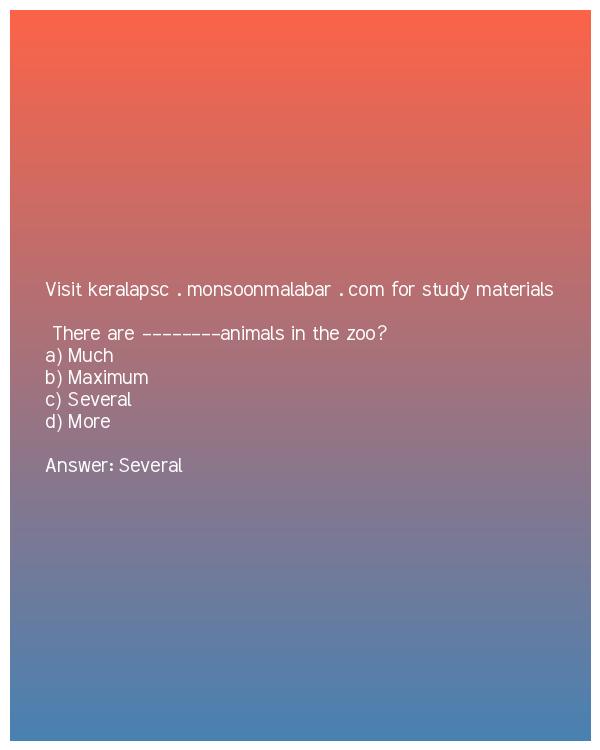 Visit keralapsc . monsoonmalabar . com for study materials
There are --------animals in the zoo?
a) Much
b) Maximum
c) Several
d) More
Answer: Several